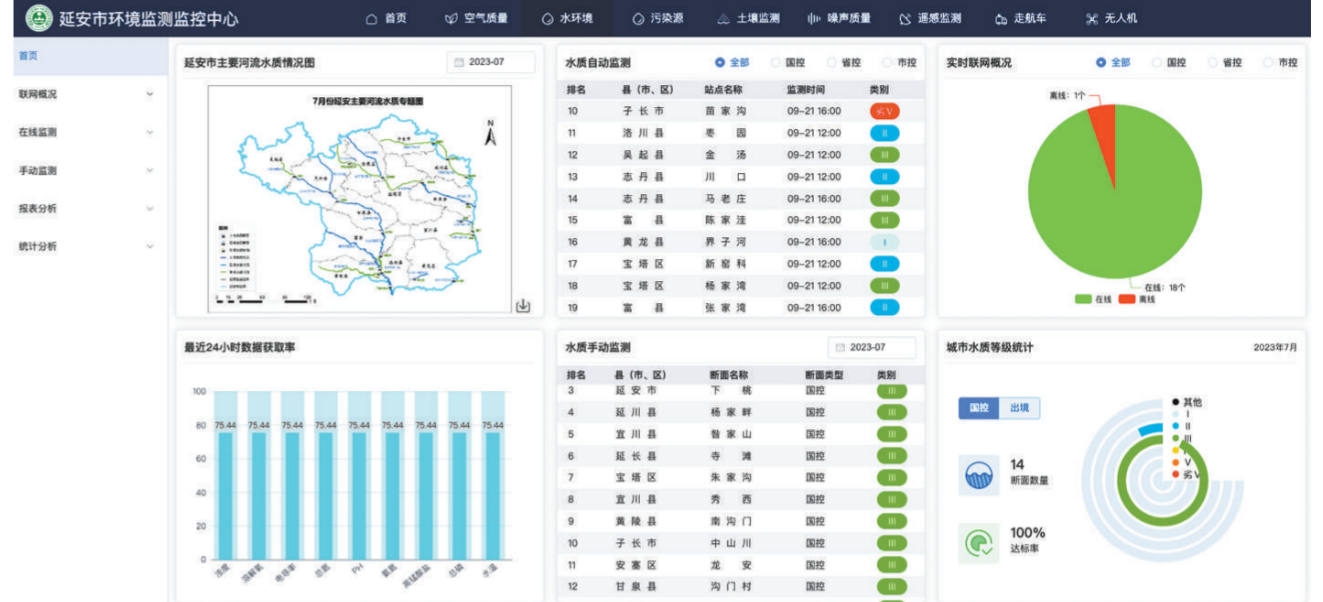 延安市环境监测监控中心
首页 空气质量 水环境 污染源 土壤监测 噪声质量 遥感监测 走航车 无人机
首页
联网概况
在线监测
手动监测
报表分析
统计分析
延安市主要河流水质情况图 2023-07
7月份延安主要河流水质专题图
N
水质自动监测 全部 国控 省控 市控
排名 县（市、区） 站点名称 监测时间 类别
10 子长市 苗家沟 09-21 16:00 劣V
11 洛川县 枣园 09-21 12:00 II
12 吴起县 金汤 09-21 12:00 III
13 志丹县 川口 09-21 12:00 II
14 志丹县 马老庄 09-21 16:00 III
15 富县 陈家洼 09-21 12:00 III
16 黄龙县 界子河 09-21 16:00 I
17 宝塔区 新窑科 09-21 12:00 II
18 宝塔区 杨家湾 09-21 12:00 III
19 富县 张家湾 09-21 16:00 II
实时联网概况 全部 国控 省控 市控
离线：1个
在线：18个
在线 离线
最近24小时数据获取率
100
80
60
40
20
0
75.44 75.44 75.44 75.44 75.44 75.44 75.44 75.44 75.44
浊度 溶解氧 电导率 总氮 PH 氨氮 高锰酸盐 总磷 水温
水质手动监测 2023-07
排名 县（市、区） 断面名称 断面类型 类别
3 延安市 下桃 国控 III
4 延川县 杨家畔 国控 III
5 宜川县 昝家山 国控 III
6 延长县 寺滩 国控 III
7 宝塔区 朱家沟 国控 III
8 宜川县 秀西 国控 III
9 黄陵县 南沟门 国控 III
10 子长市 中山川 国控 III
11 安塞区 龙安 国控 III
12 甘泉县 沟门村 国控 III
城市水质等级统计 2023年7月
国控 出境
14
断面数量
100%
达标率
其他
I
II
III
V
劣V